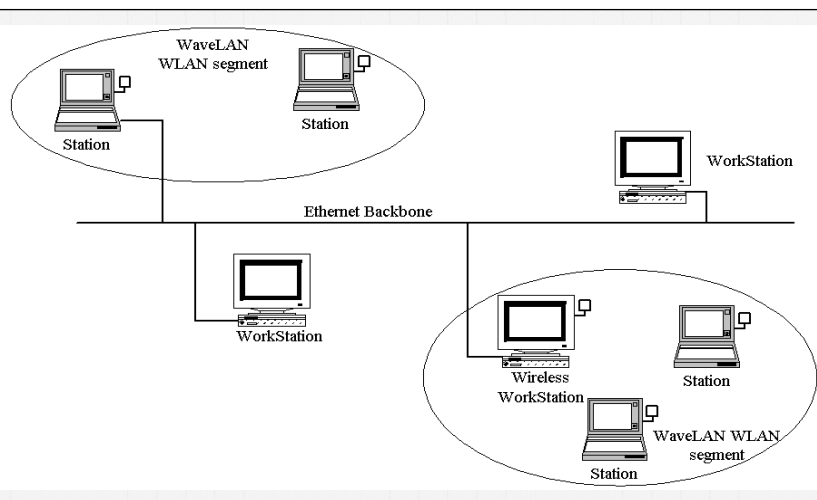 WaveLAN
WLAN segment
Station
Station
WorkStation
Ethernet Backbone
WorkStation
Wireless
WorkStation
Station
WaveLAN WLAN
segment
Station